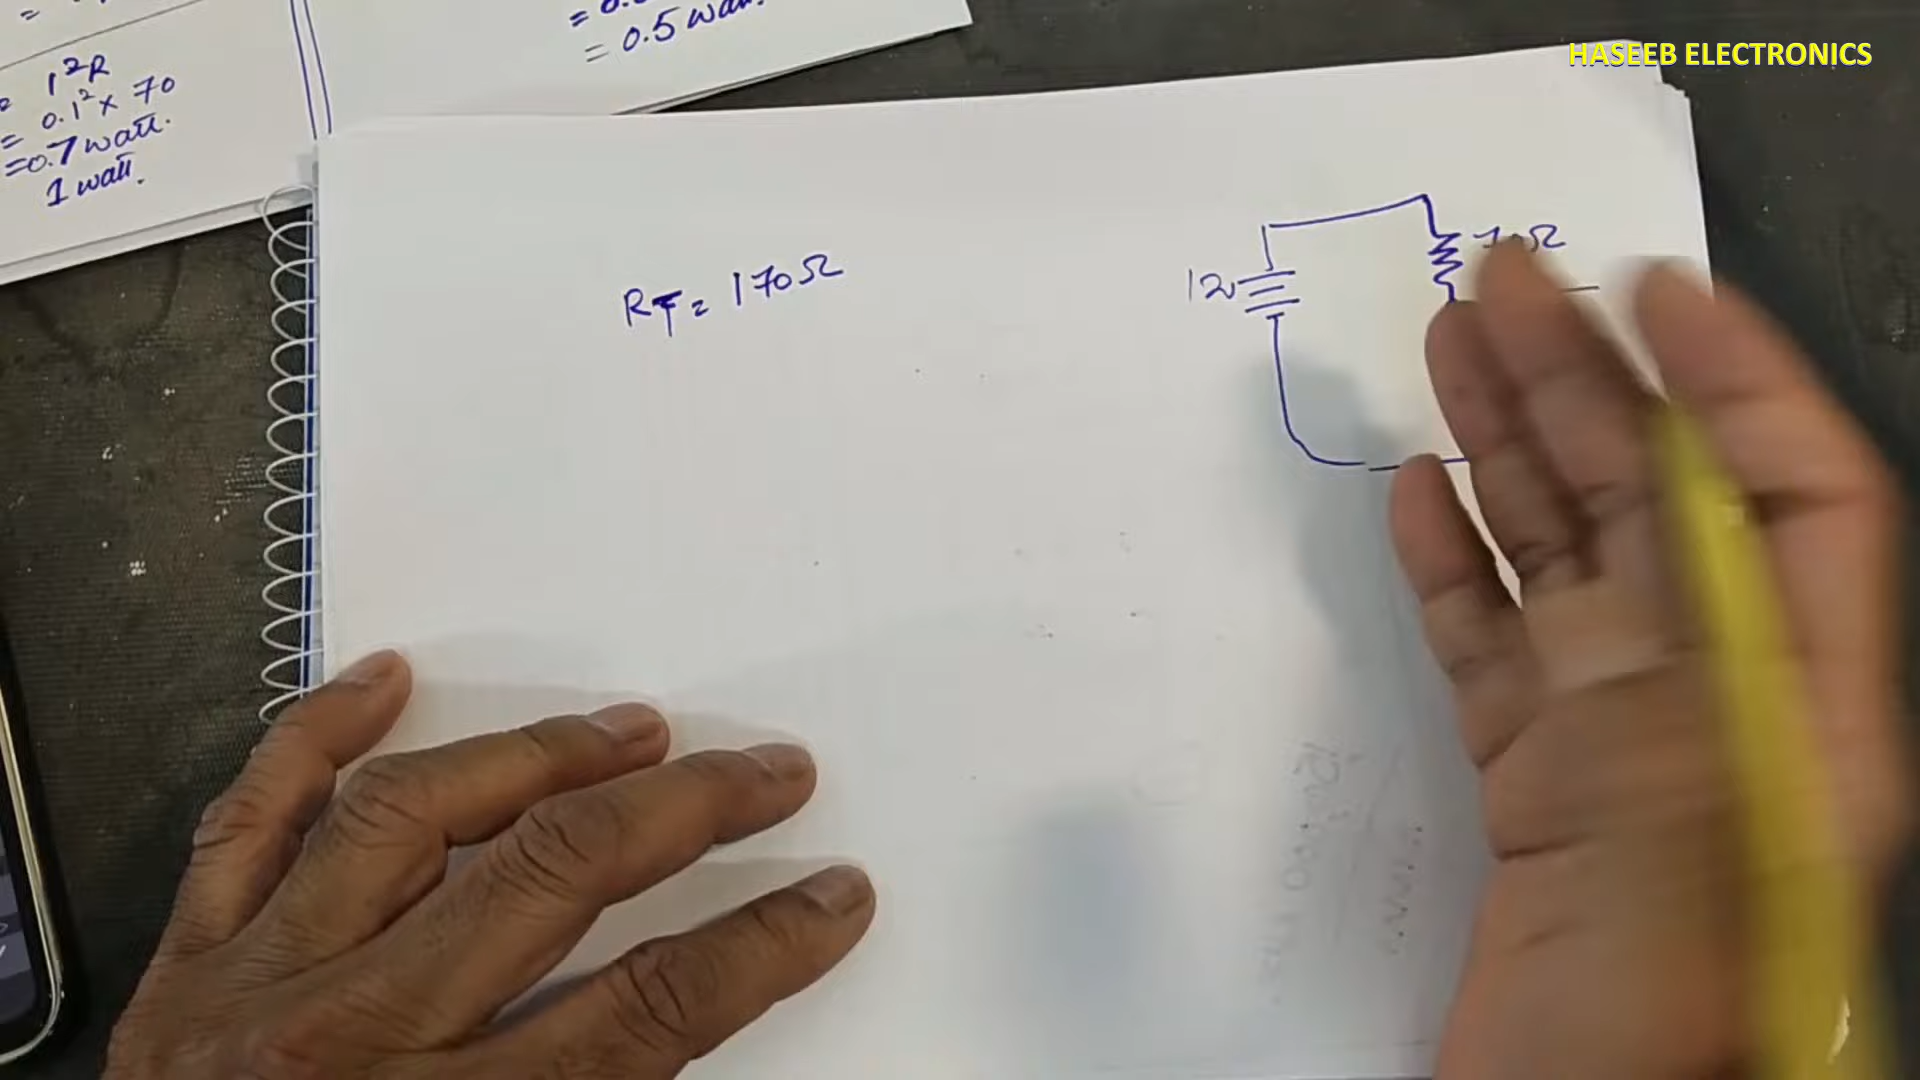 I²R
= 0.1² x 70
=0.7 watt.
1 watt.
= 0.5 watt.
HASEEB ELECTRONICS
RT = 170Ω
12v
Ω